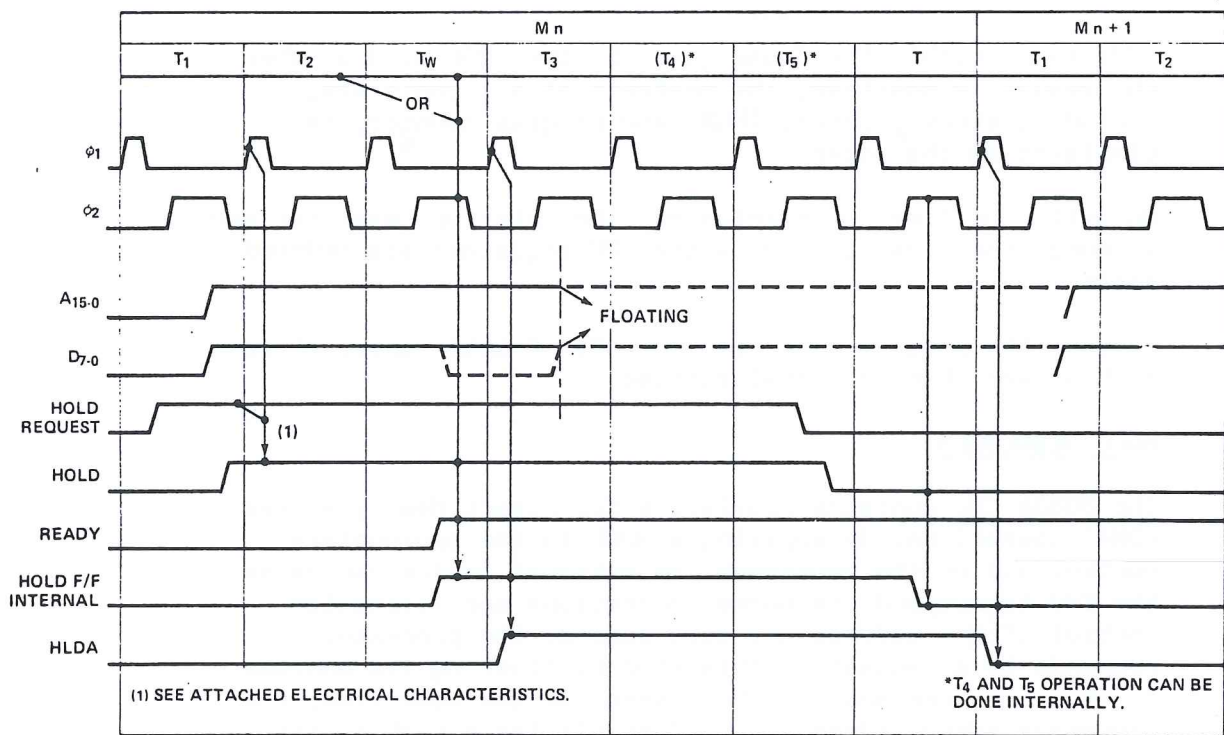 Mn Mn + 1
T1 T2 TW T3 (T4)* (T5)* T T1 T2
OR
φ1
φ2
A15-0
FLOATING
D7-0
HOLD
REQUEST
(1)
HOLD
READY
HOLD F/F
INTERNAL
HLDA
(1) SEE ATTACHED ELECTRICAL CHARACTERISTICS.
*T4 AND T5 OPERATION CAN BE
DONE INTERNALLY.